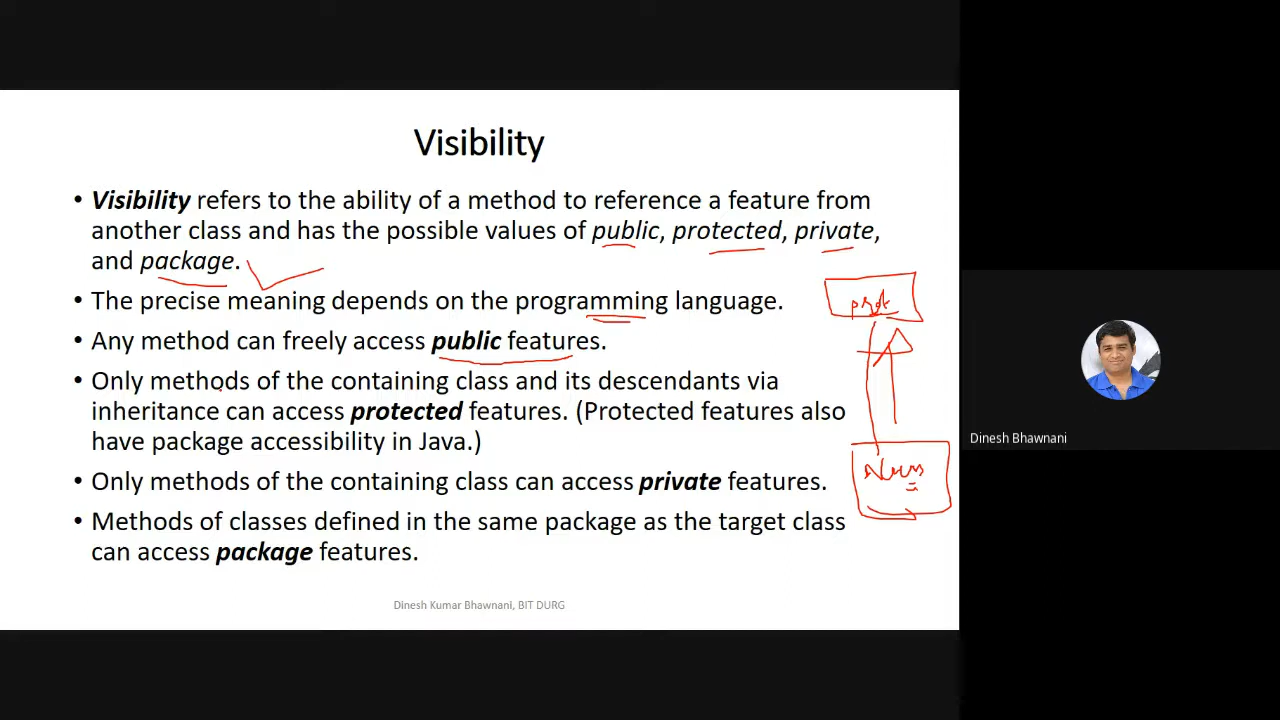 Visibility
• Visibility refers to the ability of a method to reference a feature from
another class and has the possible values of public, protected, private,
and package.
• The precise meaning depends on the programming language.
• Any method can freely access public features.
• Only methods of the containing class and its descendants via
inheritance can access protected features. (Protected features also
have package accessibility in Java.)
• Only methods of the containing class can access private features.
• Methods of classes defined in the same package as the target class
can access package features.
Dinesh Kumar Bhawnani, BIT DURG
Dinesh Bhawnani